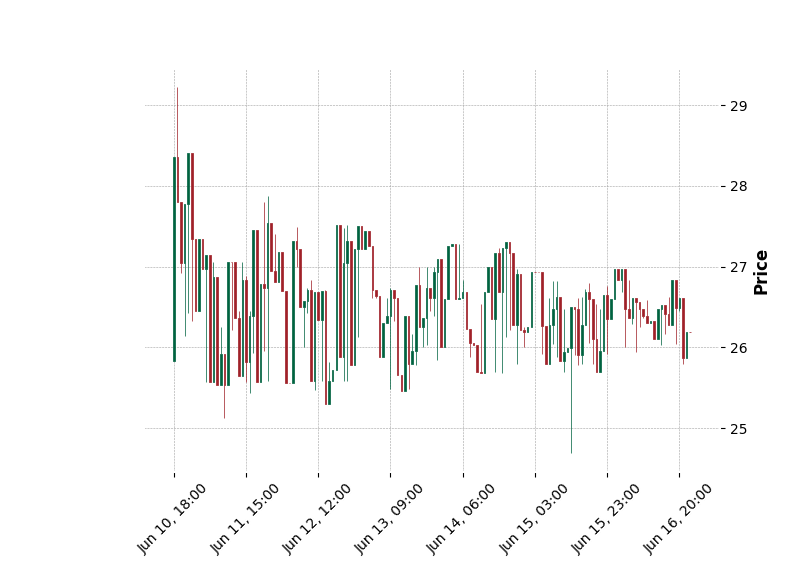 29
28
27
26
25
Price
Jun 10, 18:00
Jun 11, 15:00
Jun 12, 12:00
Jun 13, 09:00
Jun 14, 06:00
Jun 15, 03:00
Jun 15, 23:00
Jun 16, 20:00